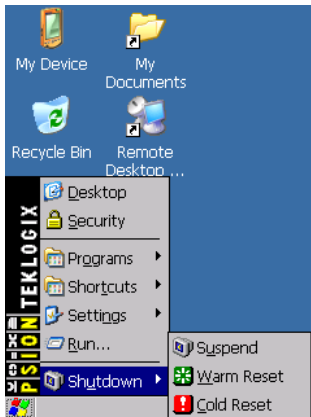 My Device
My
Documents
Recycle Bin
Remote
Desktop ...
PSION TEKLOGIX
Desktop
Security
Programs
Shortcuts
Settings
Run...
Shutdown
Suspend
Warm Reset
Cold Reset